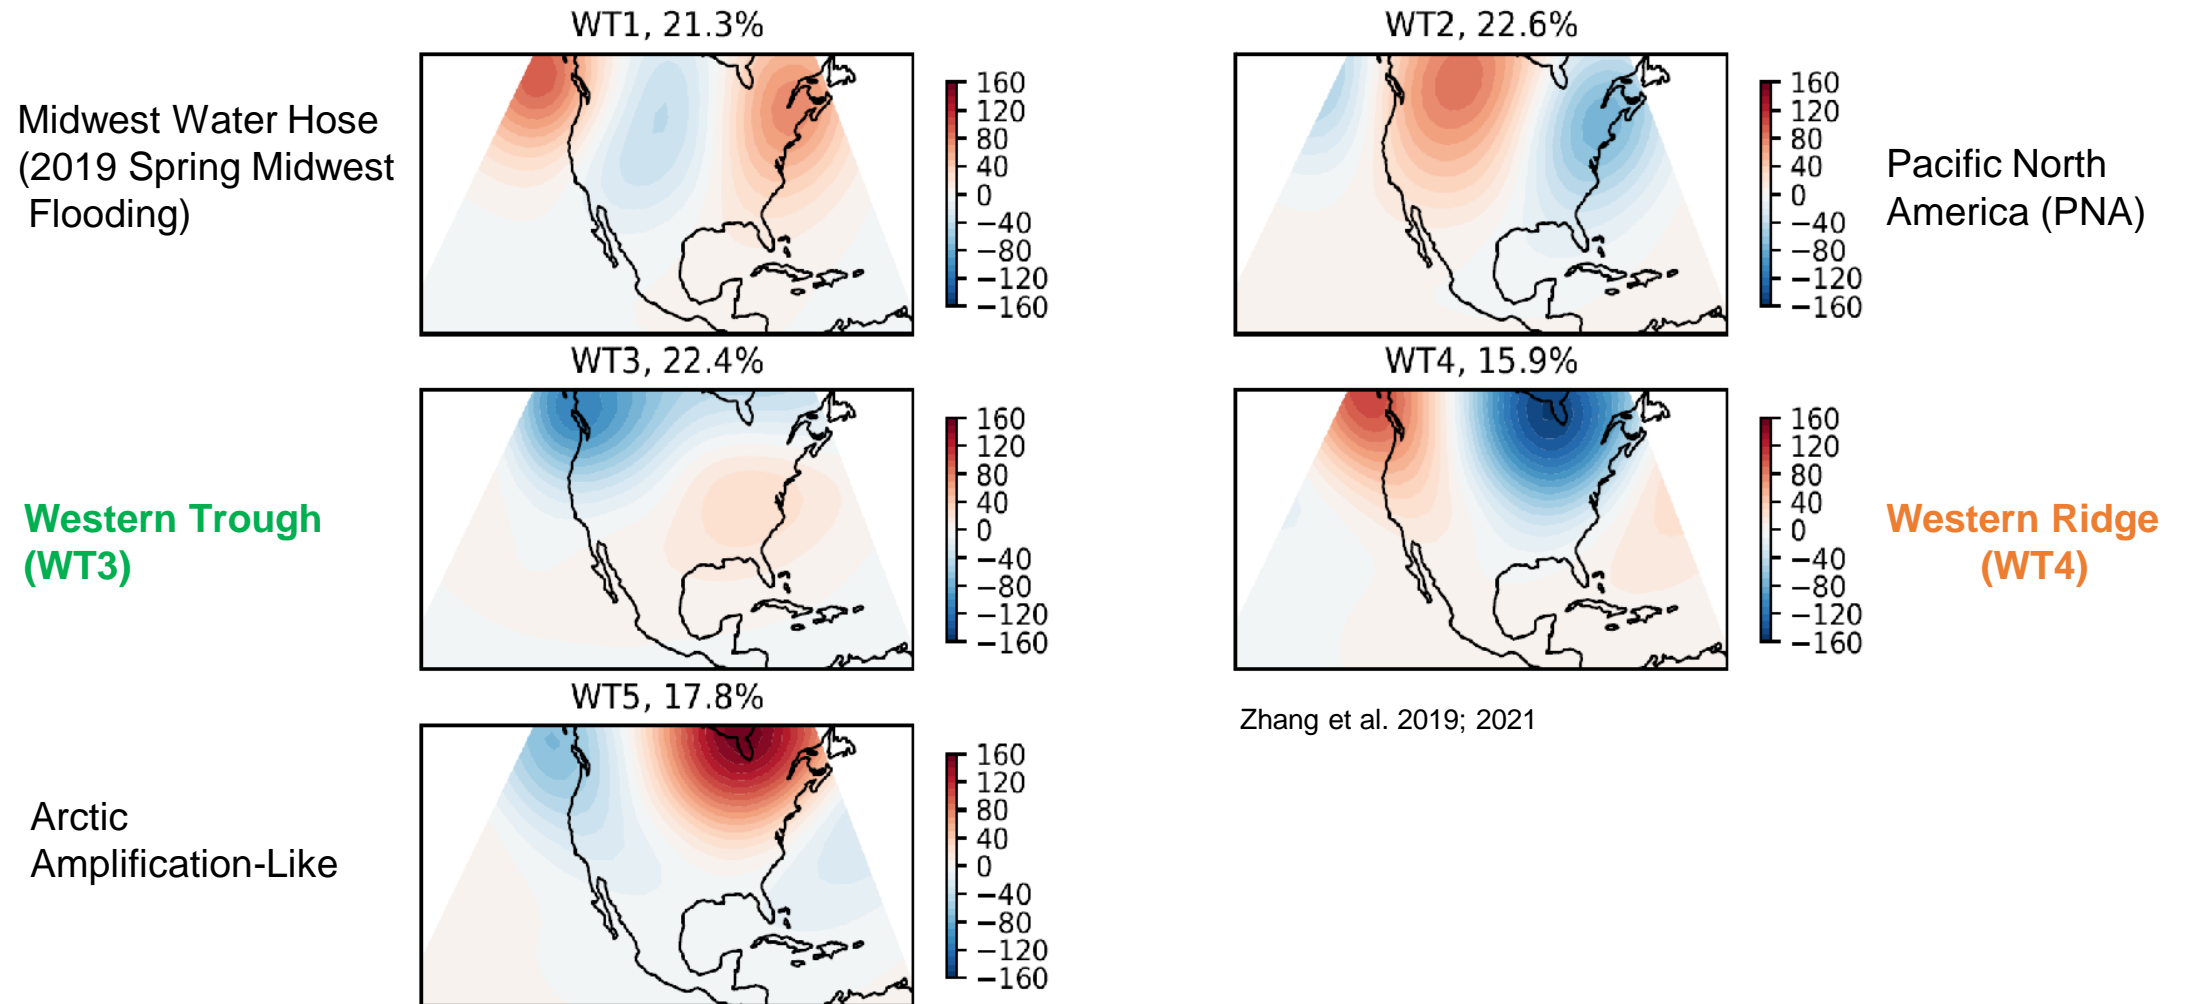 WT1, 21.3%
Midwest Water Hose
(2019 Spring Midwest
Flooding)
160
120
80
40
0
−40
−80
−120
−160
WT2, 22.6%
160
120
80
40
0
−40
−80
−120
−160
Pacific North
America (PNA)
WT3, 22.4%
Western Trough
(WT3)
160
120
80
40
0
−40
−80
−120
−160
WT4, 15.9%
160
120
80
40
0
−40
−80
−120
−160
Western Ridge
(WT4)
WT5, 17.8%
Arctic
Amplification-Like
160
120
80
40
0
−40
−80
−120
−160
Zhang et al. 2019; 2021